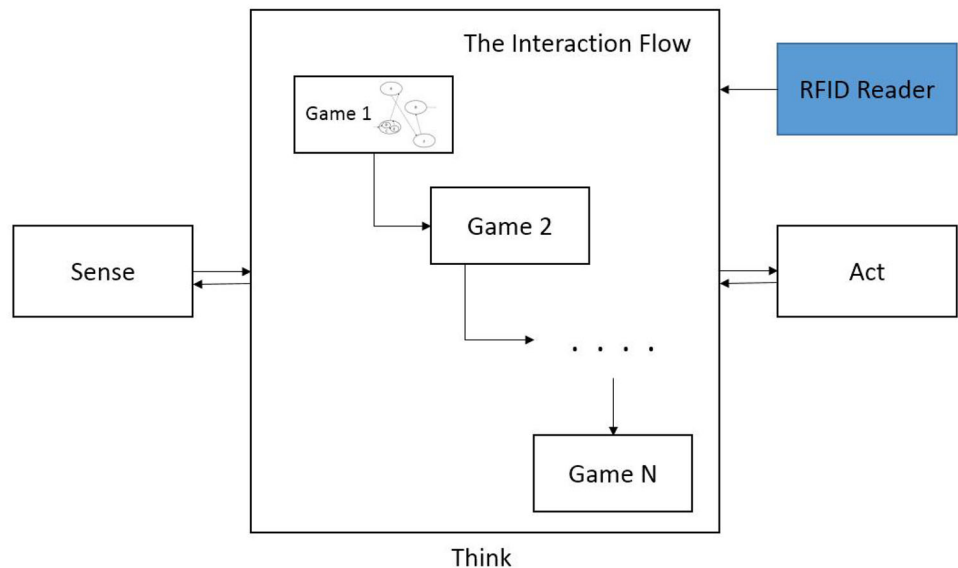 The Interaction Flow
RFID Reader
Game 1
Game 2
Sense
Act
. . . .
Game N
Think